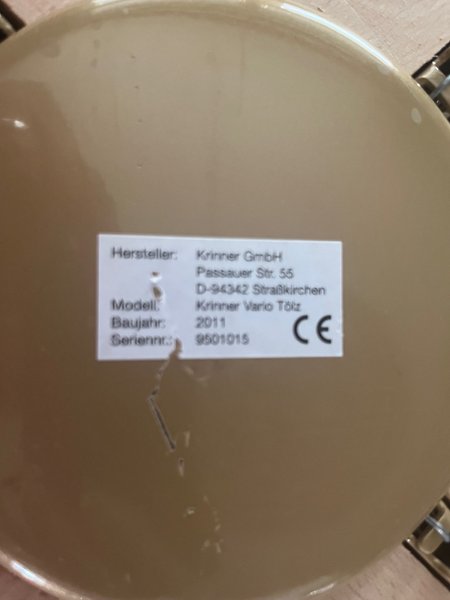 Hersteller: Krinner GmbH
Passauer Str. 55
D-94342 Straßkirchen
Modell: Krinner Vario Tölz
Baujahr: 2011
Seriennr.: 9501015
CE